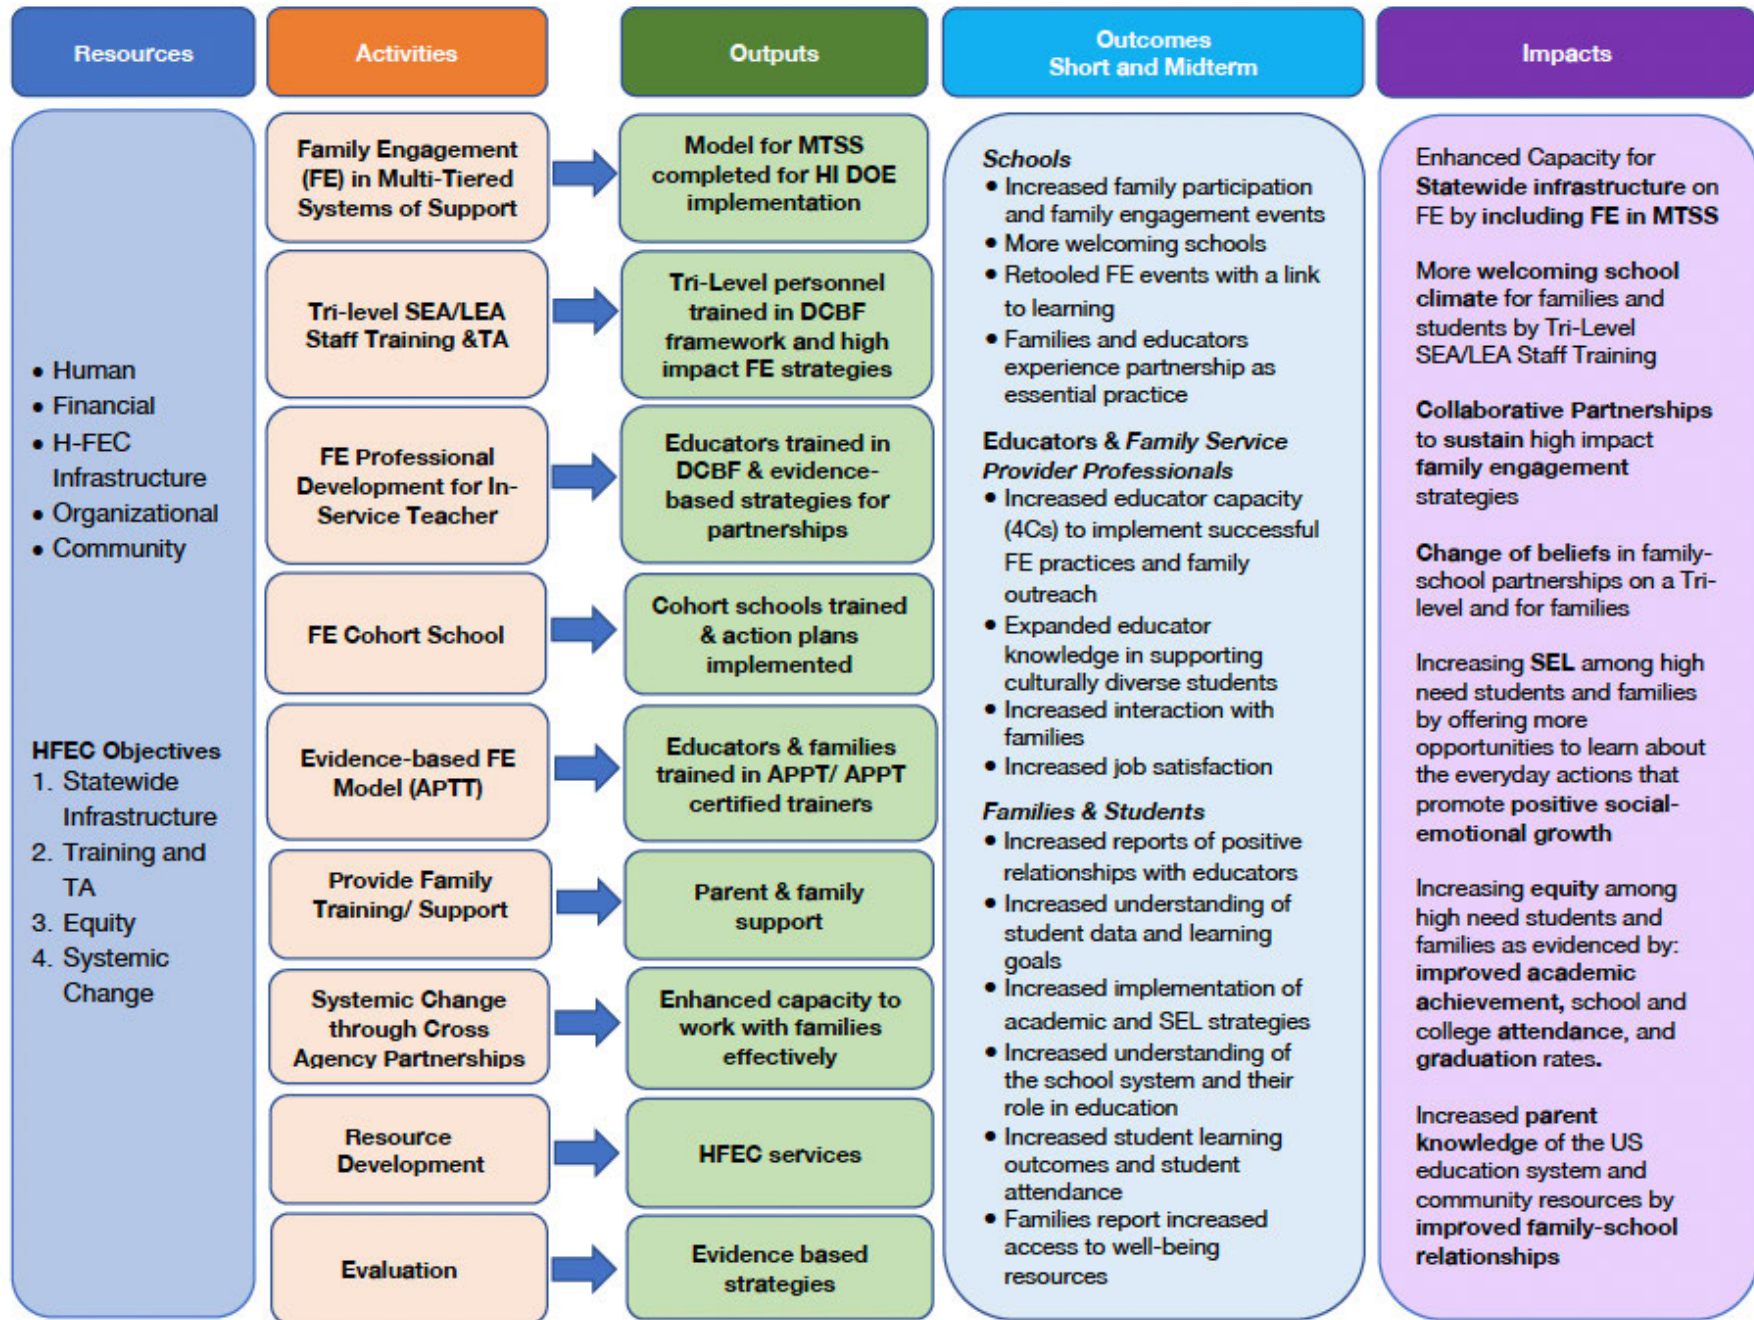 Resources
Activities
Outputs
Outcomes
Short and Midterm
Impacts
• Human
• Financial
• H-FEC
Infrastructure
• Organizational
• Community
HFEC Objectives
1. Statewide
Infrastructure
2. Training and
TA
3. Equity
4. Systemic
Change
Family Engagement
(FE) in Multi-Tiered
Systems of Support
Model for MTSS
completed for HI DOE
implementation
Tri-level SEA/LEA
Staff Training &TA
Tri-Level personnel
trained in DCBF
framework and high
impact FE strategies
FE Professional
Development for In-
Service Teacher
Educators trained in
DCBF & evidence-
based strategies for
partnerships
FE Cohort School
Cohort schools trained
& action plans
implemented
Evidence-based FE
Model (APTT)
Educators & families
trained in APPT/ APPT
certified trainers
Provide Family
Training/ Support
Parent & family
support
Systemic Change
through Cross
Agency Partnerships
Enhanced capacity to
work with families
effectively
Resource
Development
HFEC services
Evaluation
Evidence based
strategies
Schools
• Increased family participation
and family engagement events
• More welcoming schools
• Retooled FE events with a link
to learning
• Families and educators
experience partnership as
essential practice
Educators & Family Service
Provider Professionals
• Increased educator capacity
(4Cs) to implement successful
FE practices and family
outreach
• Expanded educator
knowledge in supporting
culturally diverse students
• Increased interaction with
families
• Increased job satisfaction
Families & Students
• Increased reports of positive
relationships with educators
• Increased understanding of
student data and learning
goals
• Increased implementation of
academic and SEL strategies
• Increased understanding of
the school system and their
role in education
• Increased student learning
outcomes and student
attendance
• Families report increased
access to well-being
resources
Enhanced Capacity for
Statewide infrastructure on
FE by including FE in MTSS
More welcoming school
climate for families and
students by Tri-Level
SEA/LEA Staff Training
Collaborative Partnerships
to sustain high impact
family engagement
strategies
Change of beliefs in family-
school partnerships on a Tri-
level and for families
Increasing SEL among high
need students and families
by offering more
opportunities to learn about
the everyday actions that
promote positive social-
emotional growth
Increasing equity among
high need students and
families as evidenced by:
improved academic
achievement, school and
college attendance, and
graduation rates.
Increased parent
knowledge of the US
education system and
community resources by
improved family-school
relationships